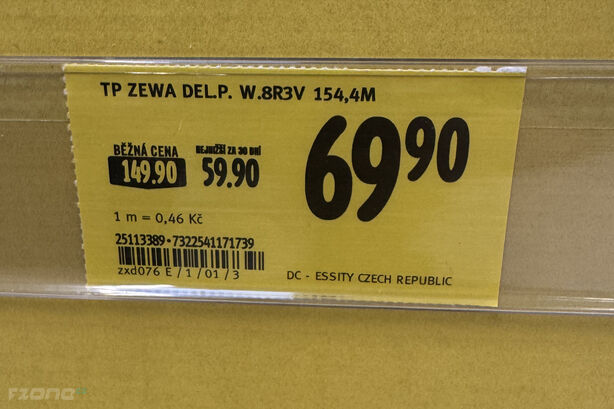 TP ZEWA DEL.P. W.8R3V 154,4M
BĚŽNÁ CENA
149.90
NEJNIŽŠÍ ZA 30 DNÍ
59.90
69 90
1 m = 0,46 Kč
25113389·7322541171739
zxd076 E/1/01/3
DC - ESSITY CZECH REPUBLIC
fzone